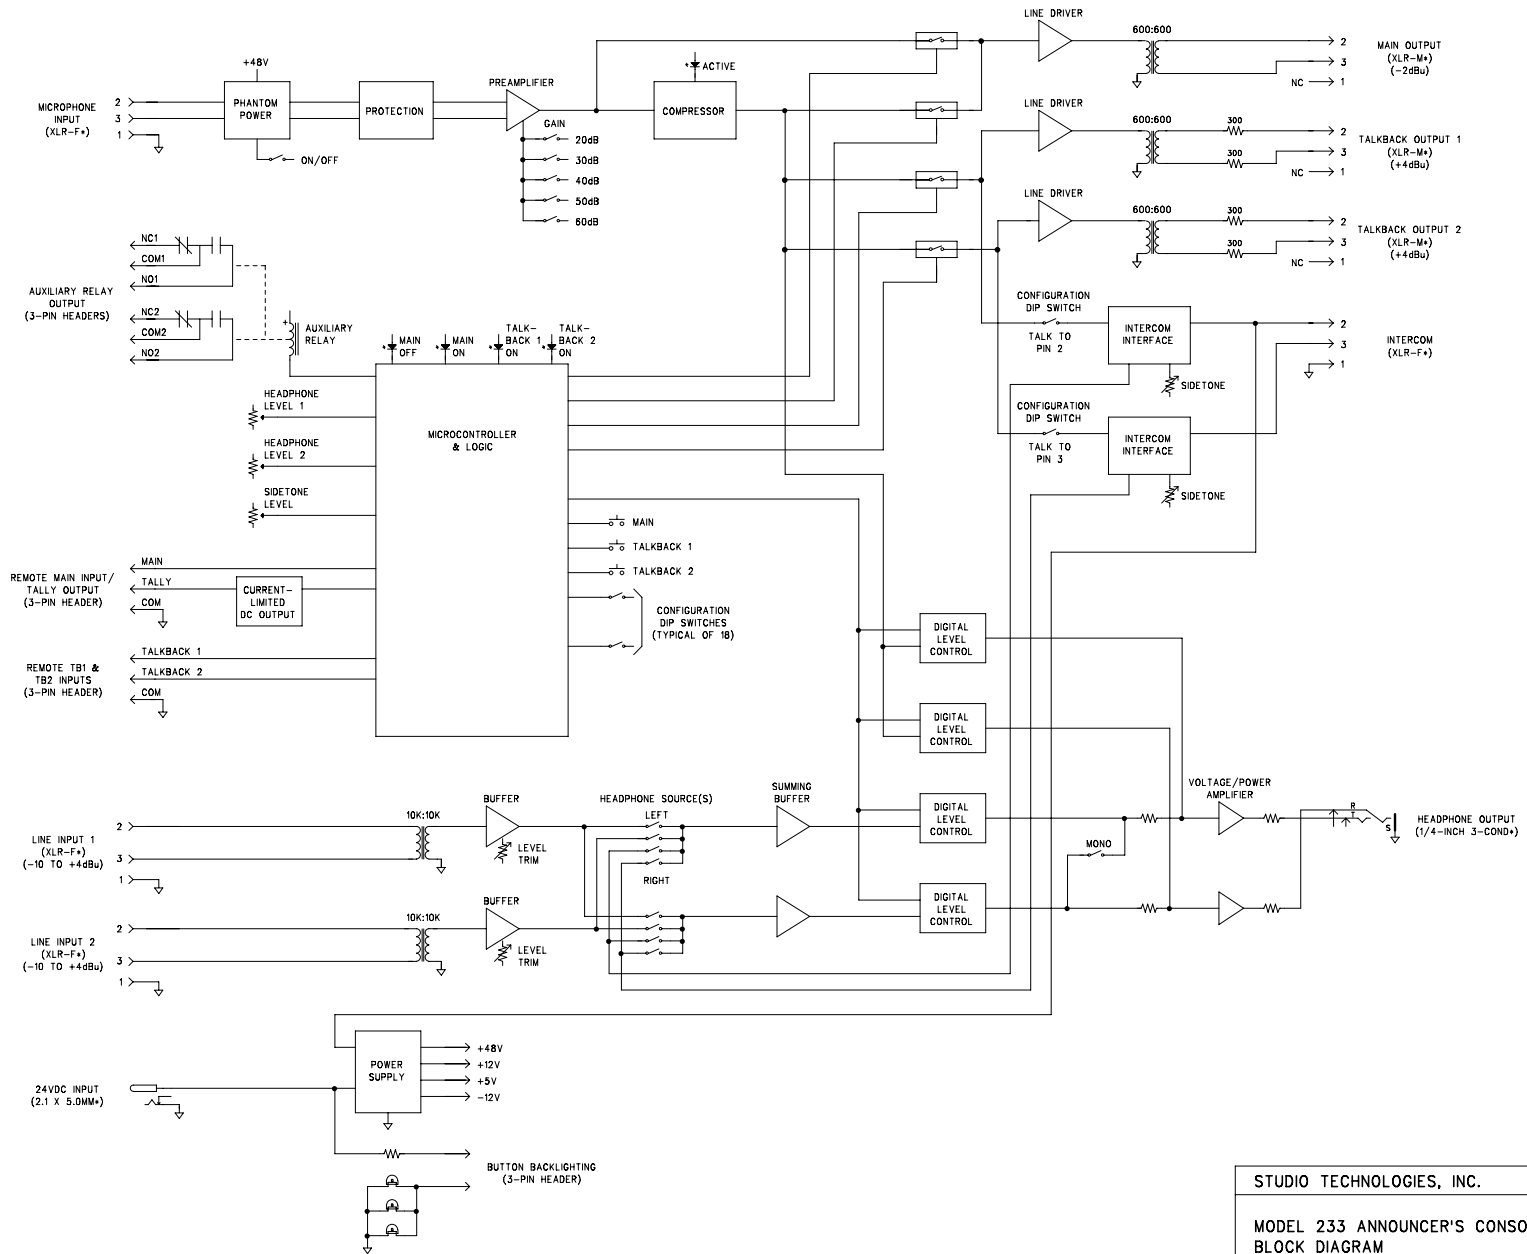 LINE DRIVER
600:600
2
MAIN OUTPUT
(XLR-M*)
(-2dBu)
3
NC
1
+48V
MICROPHONE
INPUT
(XLR-F*)
2
3
1
PHANTOM
POWER
ON/OFF
PROTECTION
PREAMPLIFIER
GAIN
20dB
30dB
40dB
50dB
60dB
* ACTIVE
COMPRESSOR
LINE DRIVER
600:600
300
300
2
3
NC
1
TALKBACK OUTPUT 1
(XLR-M*)
(+4dBu)
LINE DRIVER
600:600
300
300
2
3
NC
1
TALKBACK OUTPUT 2
(XLR-M*)
(+4dBu)
NC1
COM1
NO1
AUXILIARY RELAY
OUTPUT
(3-PIN HEADERS)
NC2
COM2
NO2
+
AUXILIARY
RELAY
* MAIN
OFF
* MAIN
ON
* TALK-
BACK 1
ON
* TALK-
BACK 2
ON
CONFIGURATION
DIP SWITCH
TALK TO
PIN 2
INTERCOM
INTERFACE
SIDETONE
2
3
1
INTERCOM
(XLR-F*)
CONFIGURATION
DIP SWITCH
TALK TO
PIN 3
INTERCOM
INTERFACE
SIDETONE
HEADPHONE
LEVEL 1
HEADPHONE
LEVEL 2
SIDETONE
LEVEL
MICROCONTROLLER
& LOGIC
MAIN
TALKBACK 1
TALKBACK 2
CONFIGURATION
DIP SWITCHES
(TYPICAL OF 18)
REMOTE MAIN INPUT/
TALLY OUTPUT
(3-PIN HEADER)
MAIN
TALLY
COM
CURRENT-
LIMITED
DC OUTPUT
REMOTE TB1 &
TB2 INPUTS
(3-PIN HEADER)
TALKBACK 1
TALKBACK 2
COM
DIGITAL
LEVEL
CONTROL
DIGITAL
LEVEL
CONTROL
LINE INPUT 1
(XLR-F*)
(-10 TO +4dBu)
2
3
1
10K:10K
BUFFER
LEVEL
TRIM
HEADPHONE SOURCE(S)
LEFT
RIGHT
SUMMING
BUFFER
DIGITAL
LEVEL
CONTROL
MONO
VOLTAGE/POWER
AMPLIFIER
R
T
S
HEADPHONE OUTPUT
(1/4-INCH 3-COND*)
LINE INPUT 2
(XLR-F*)
(-10 TO +4dBu)
2
3
1
10K:10K
BUFFER
LEVEL
TRIM
DIGITAL
LEVEL
CONTROL
24VDC INPUT
(2.1 X 5.0MM*)
POWER
SUPPLY
+48V
+12V
+5V
-12V
BUTTON BACKLIGHTING
(3-PIN HEADER)
STUDIO TECHNOLOGIES, INC.
MODEL 233 ANNOUNCER'S CONSO
BLOCK DIAGRAM